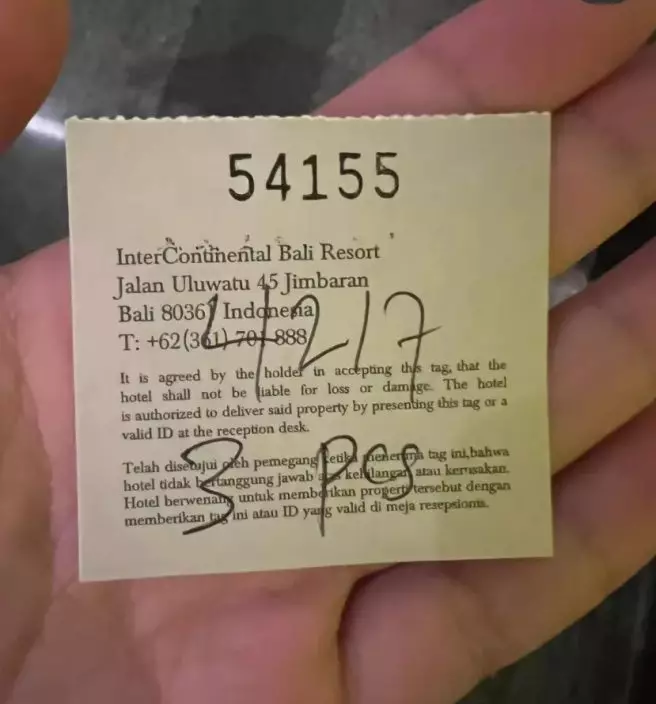 54155
InterContinental Bali Resort
Jalan Uluwatu 45 Jimbaran
Bali 80361 Indonesia
T: +62(361) 701 888
4217
It is agreed by the holder in accepting this tag, that the
hotel shall not be liable for loss or damage. The hotel
is authorized to deliver said property by presenting this tag or a
valid ID at the reception desk.
Telah disetujui oleh pemegang ketika menerima tag ini,bahwa
hotel tidak bertanggung jawab atas kehilangan atau kerusakan.
Hotel berwenang untuk memberikan properti tersebut dengan
memberikan tag ini atau ID yang valid di meja resepsionis.
3 pcs